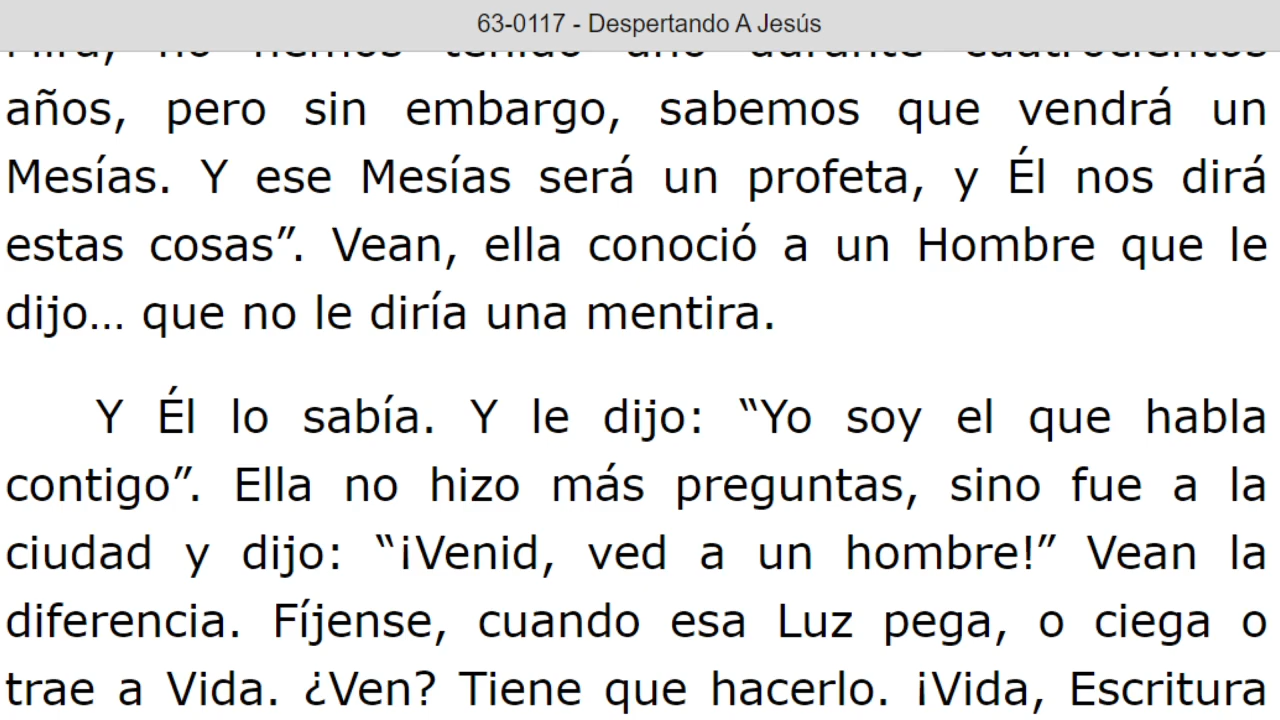 63-0117 - Despertando A Jesús
años, pero sin embargo, sabemos que vendrá un
Mesías. Y ese Mesías será un profeta, y Él nos dirá
estas cosas”. Vean, ella conoció a un Hombre que le
dijo… que no le diría una mentira.
Y Él lo sabía. Y le dijo: “Yo soy el que habla
contigo”. Ella no hizo más preguntas, sino fue a la
ciudad y dijo: “¡Venid, ved a un hombre!” Vean la
diferencia. Fíjense, cuando esa Luz pega, o ciega o
trae a Vida. ¿Ven? Tiene que hacerlo. ¡Vida, Escritura